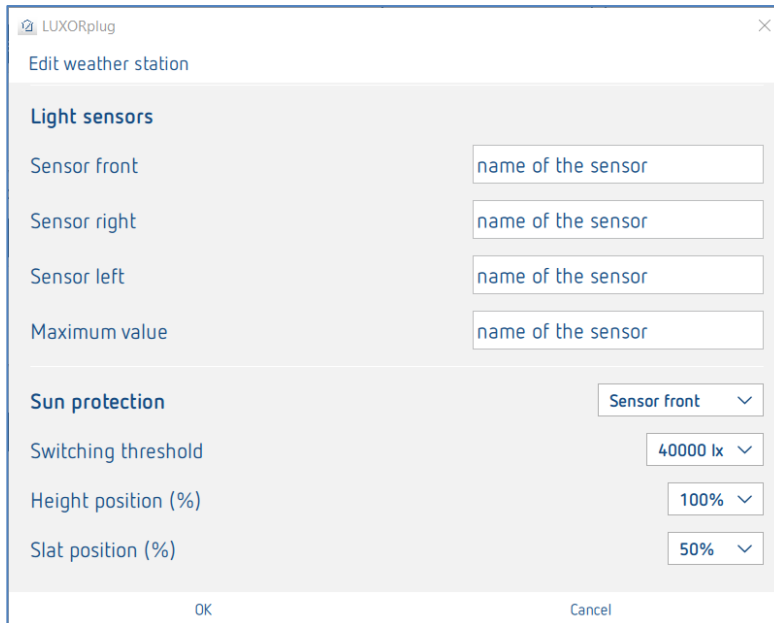 LUXORplug
Edit weather station
Light sensors
Sensor front name of the sensor
Sensor right name of the sensor
Sensor left name of the sensor
Maximum value name of the sensor
Sun protection Sensor front
Switching threshold 40000 lx
Height position (%) 100%
Slat position (%) 50%
OK Cancel